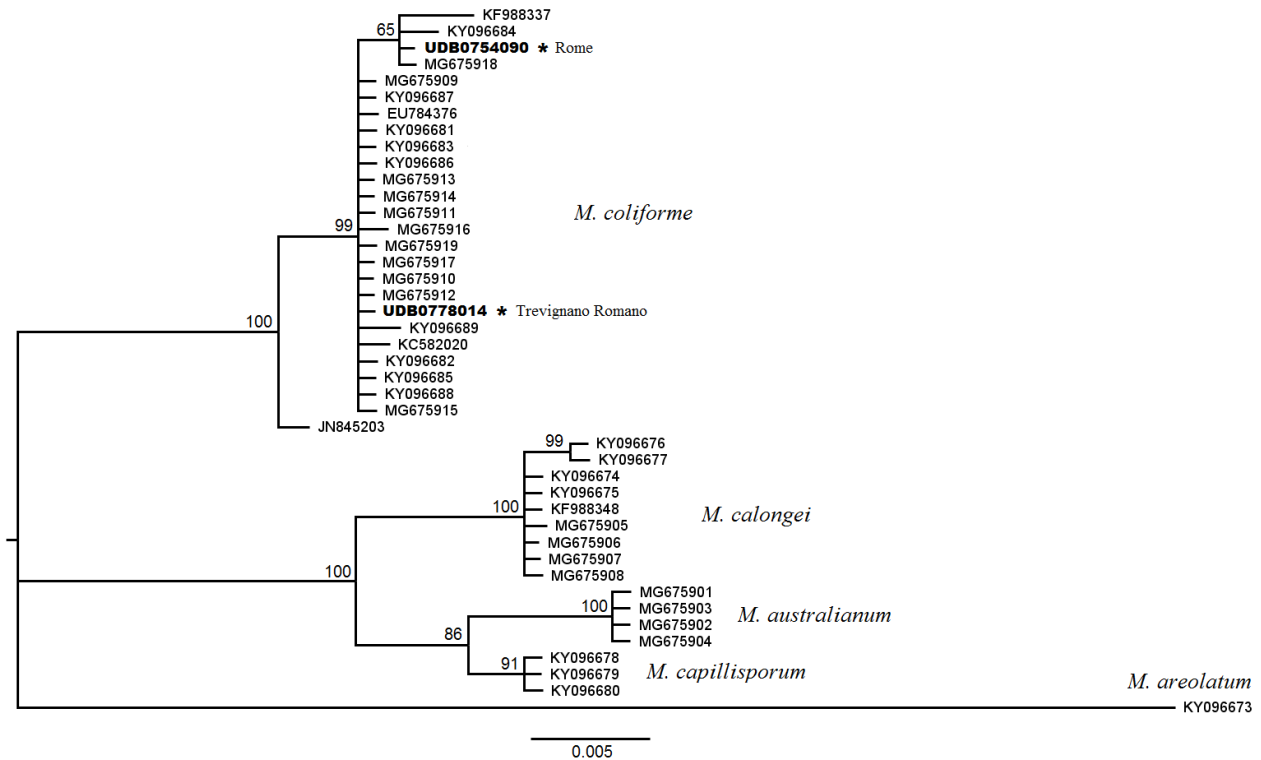 KF988337
65
KY096684
UDB0754090 * Rome
MG675918
MG675909
KY096687
EU784376
KY096681
KY096683
KY096686
MG675913
MG675914
MG675911
M. coliforme
99
MG675916
MG675919
MG675917
MG675910
MG675912
UDB0778014 * Trevignano Romano
100
KY096689
KC582020
KY096682
KY096685
KY096688
MG675915
JN845203
99
KY096676
KY096677
KY096674
KY096675
100
KF988348
M. calongei
MG675905
MG675906
MG675907
100
MG675908
MG675901
100
MG675903
M. australianum
MG675902
86
MG675904
KY096678
91
KY096679
M. capillisporum
KY096680
M. areolatum
KY096673
0.005